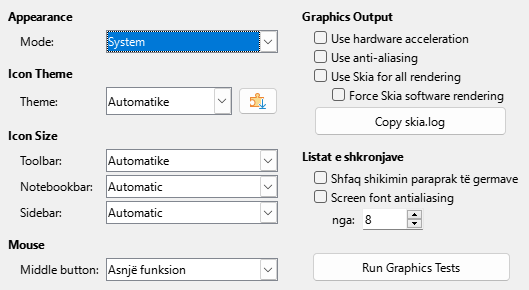 Appearance
Mode: System
Icon Theme
Theme: Automatike
Icon Size
Toolbar: Automatike
Notebookbar: Automatic
Sidebar: Automatic
Mouse
Middle button: Asnjë funksion
Graphics Output
Use hardware acceleration
Use anti-aliasing
Use Skia for all rendering
Force Skia software rendering
Copy skia.log
Listat e shkronjave
Shfaq shikimin paraprak të germave
Screen font antialiasing
nga: 8
Run Graphics Tests